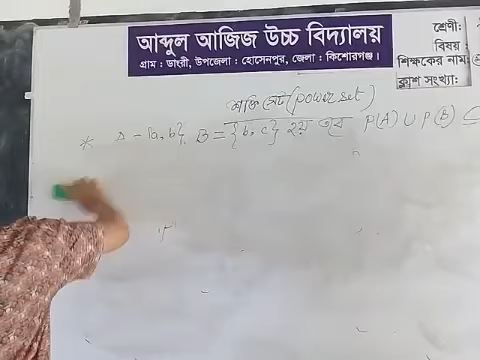 আব্দুল আজিজ উচ্চ বিদ্যালয়
গ্রাম : ডাংরী, উপজেলা : হোসেনপুর, জেলা : কিশোরগঞ্জ।
শ্রেণী:
বিষয় :
শিক্ষকের নাম:
ক্লাশ সংখ্যা:
শক্তি সেট (power set)
* A = {a, b}, B = {b, c} হয় তবে P(A) ∪ P(B) ⊆